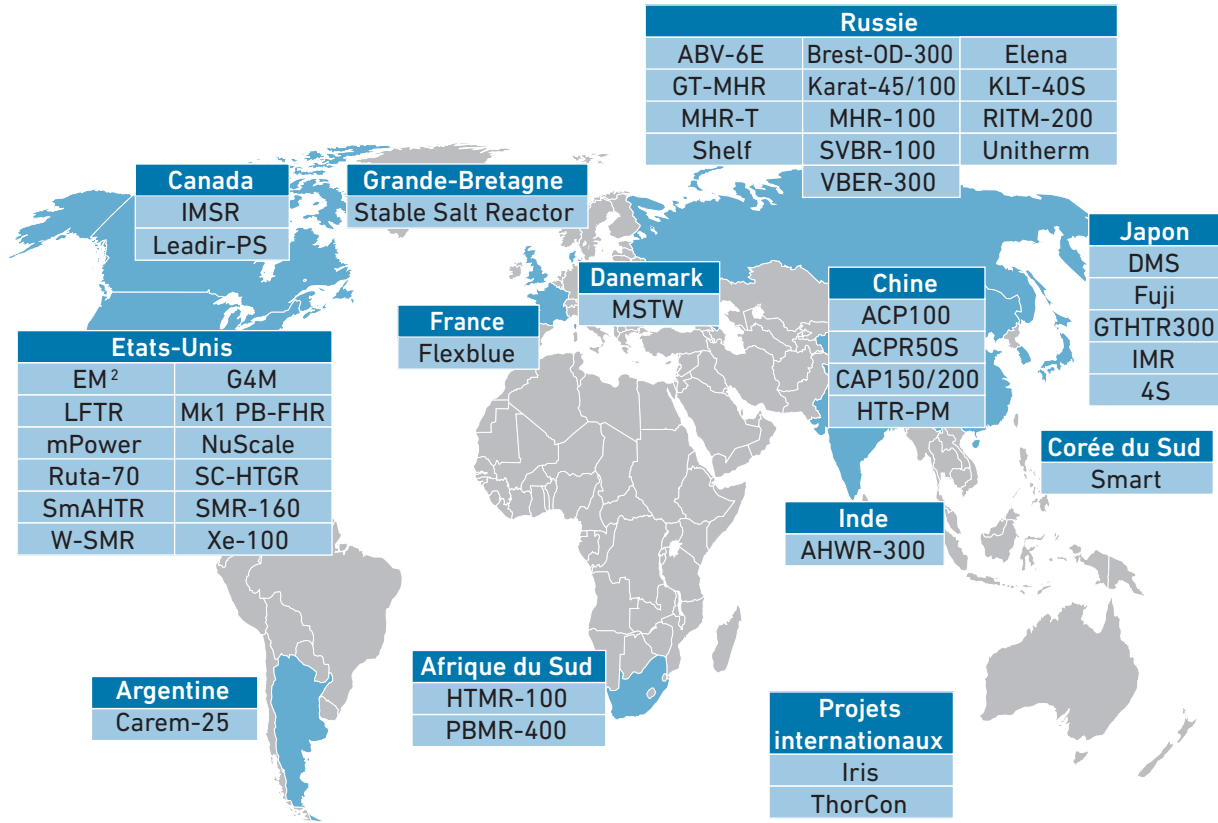 Russie
ABV-6E Brest-OD-300 Elena
GT-MHR Karat-45/100 KLT-40S
MHR-T MHR-100 RITM-200
Shelf SVBR-100 Unitherm
VBER-300
Canada
IMSR
Leadir-PS
Grande-Bretagne
Stable Salt Reactor
Danemark
MSTW
France
Flexblue
Chine
ACP100
ACPR50S
CAP150/200
HTR-PM
Japon
DMS
Fuji
GTHTR300
IMR
4S
Etats-Unis
EM² G4M
LFTR Mk1 PB-FHR
mPower NuScale
Ruta-70 SC-HTGR
SmAHTR SMR-160
W-SMR Xe-100
Corée du Sud
Smart
Inde
AHWR-300
Argentine
Carem-25
Afrique du Sud
HTMR-100
PBMR-400
Projets
internationaux
Iris
ThorCon